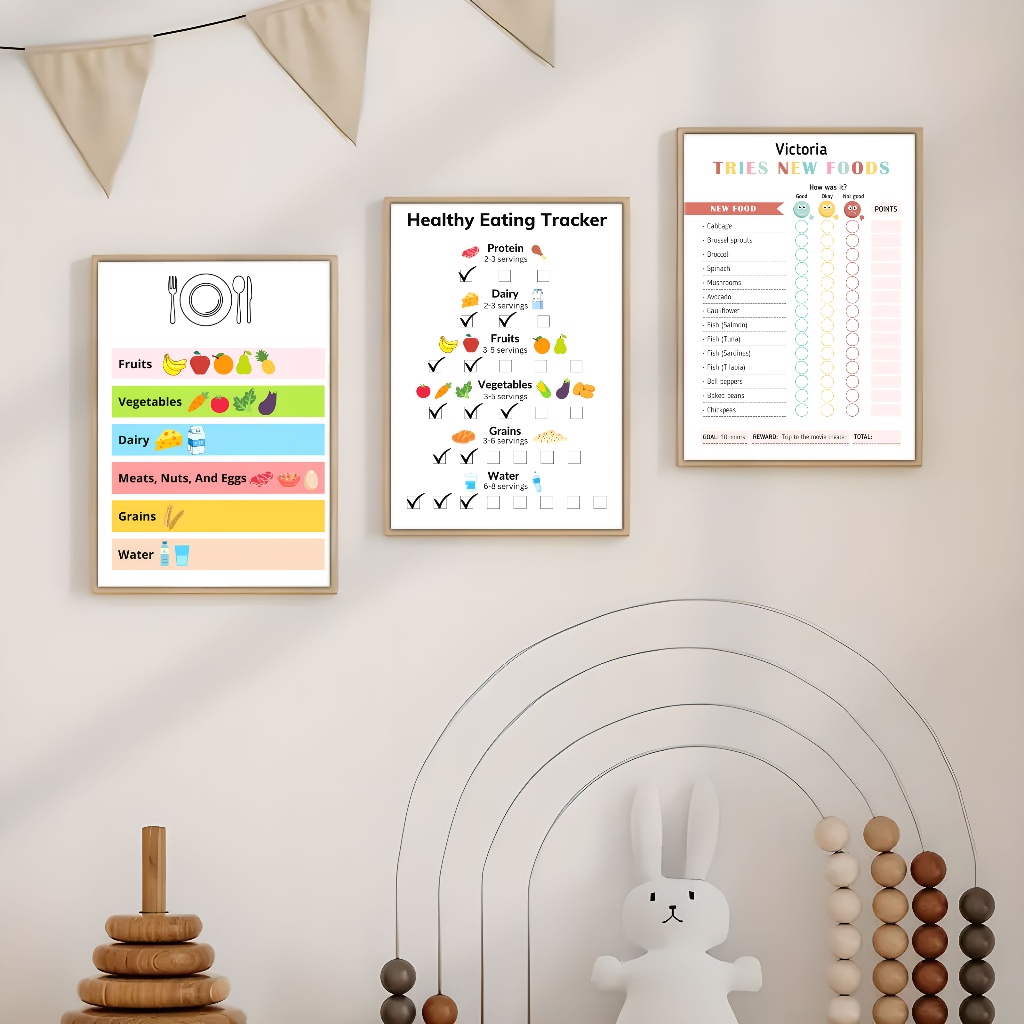 Fruits
Vegetables
Dairy
Meats, Nuts, And Eggs
Grains
Water
Healthy Eating Tracker
Protein
2-3 servings
Dairy
2-3 servings
Fruits
3-5 servings
Vegetables
3-5 servings
Grains
3-6 servings
Water
6-8 servings
Victoria
TRIES NEW FOODS
How was it?
Good Okay Not good
NEW FOOD POINTS
· Cabbage
· Brussel sprouts
· Broccoli
· Spinach
· Mushrooms
· Avocado
· Cauliflower
· Fish (Salmon)
· Fish (Tuna)
· Fish (Sardines)
· Fish (Tilapia)
· Bell peppers
· Baked beans
· Chickpeas
GOAL: 10 points REWARD: Trip to the movie theater TOTAL: